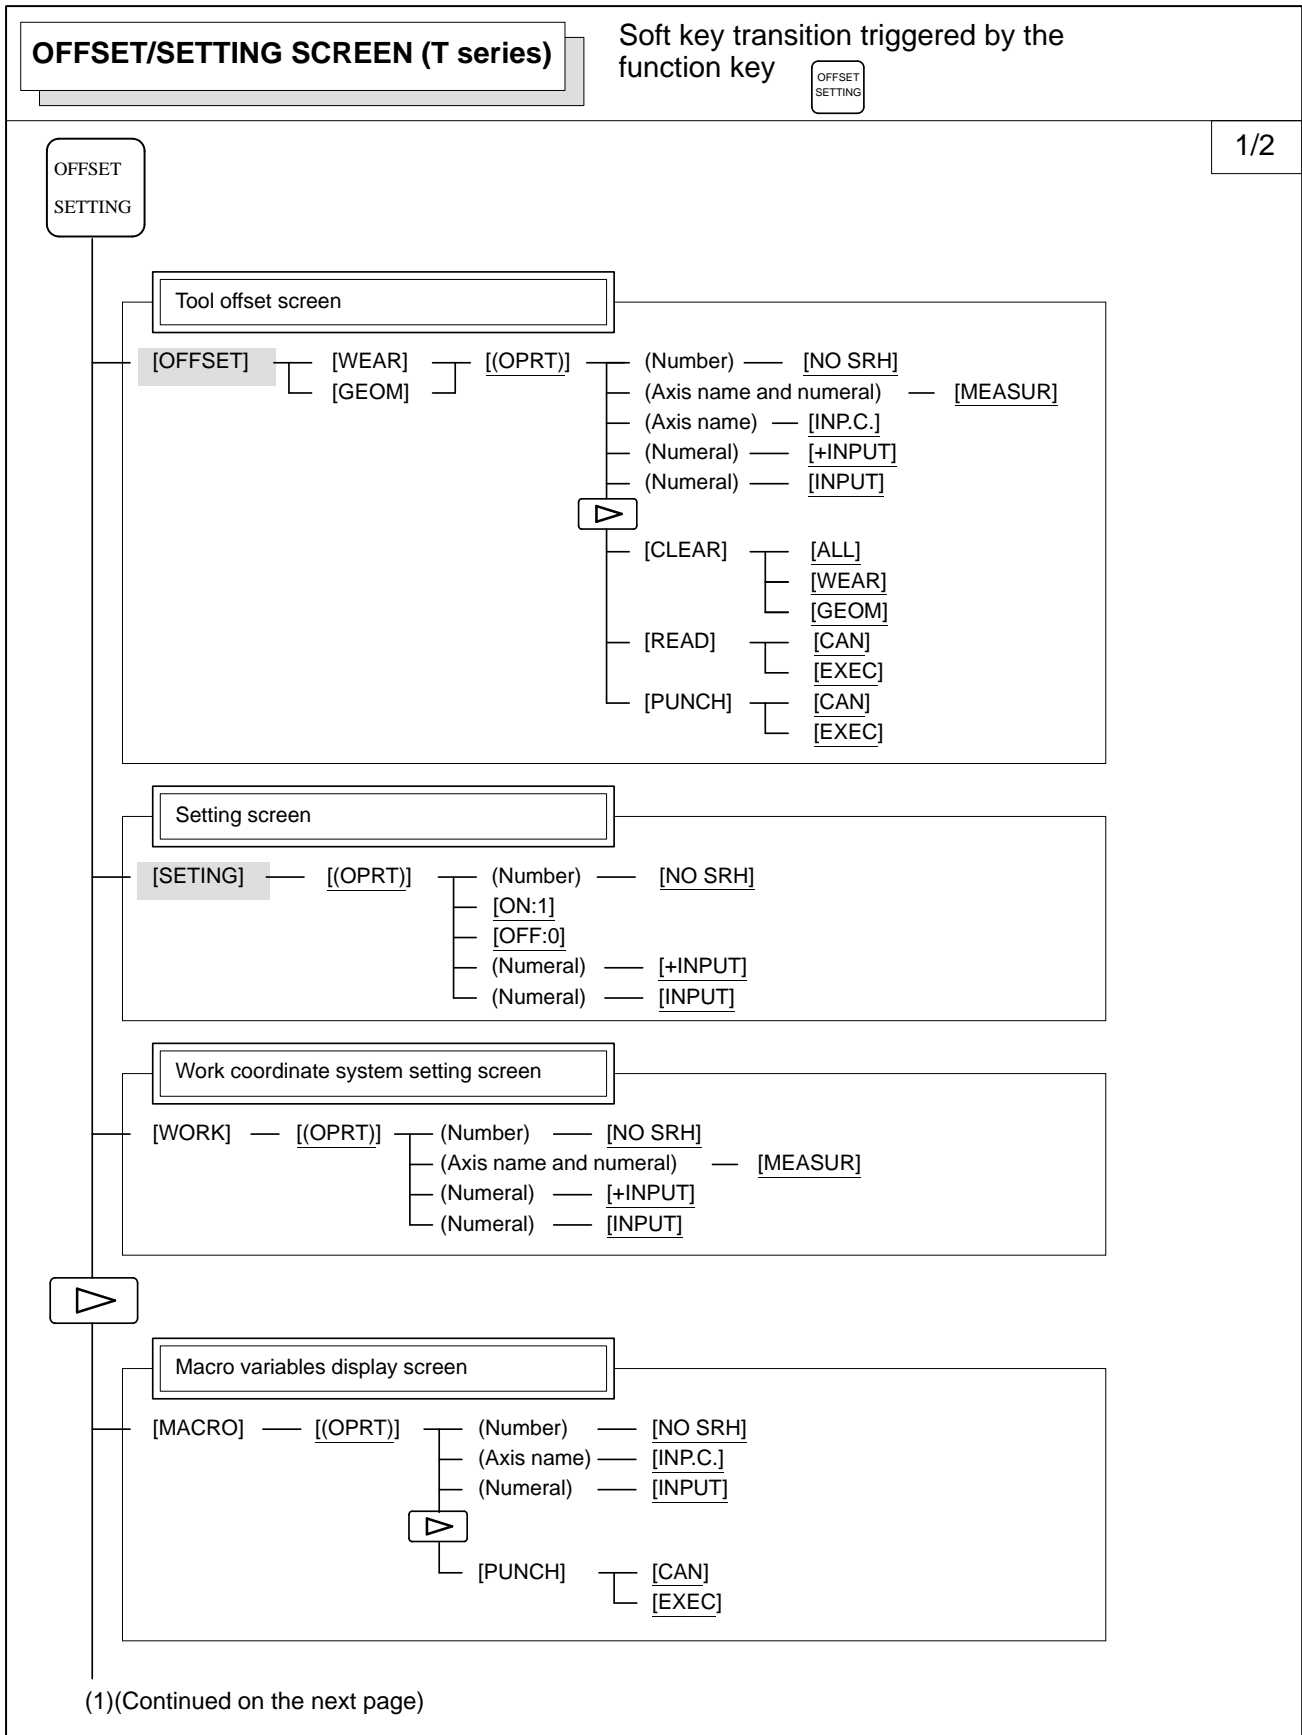 OFFSET/SETTING SCREEN (T series)
Soft key transition triggered by the
function key
OFFSET
SETTING
1/2
OFFSET
SETTING
Tool offset screen
[OFFSET] [WEAR] [(OPRT)] (Number) [NO SRH]
[GEOM] (Axis name and numeral) [MEASUR]
(Axis name) [INP.C.]
(Numeral) [+INPUT]
(Numeral) [INPUT]
[CLEAR] [ALL]
[WEAR]
[GEOM]
[READ] [CAN]
[EXEC]
[PUNCH] [CAN]
[EXEC]
Setting screen
[SETING] [(OPRT)] (Number) [NO SRH]
[ON:1]
[OFF:0]
(Numeral) [+INPUT]
(Numeral) [INPUT]
Work coordinate system setting screen
[WORK] [(OPRT)] (Number) [NO SRH]
(Axis name and numeral) [MEASUR]
(Numeral) [+INPUT]
(Numeral) [INPUT]
Macro variables display screen
[MACRO] [(OPRT)] (Number) [NO SRH]
(Axis name) [INP.C.]
(Numeral) [INPUT]
[PUNCH] [CAN]
[EXEC]
(1)(Continued on the next page)